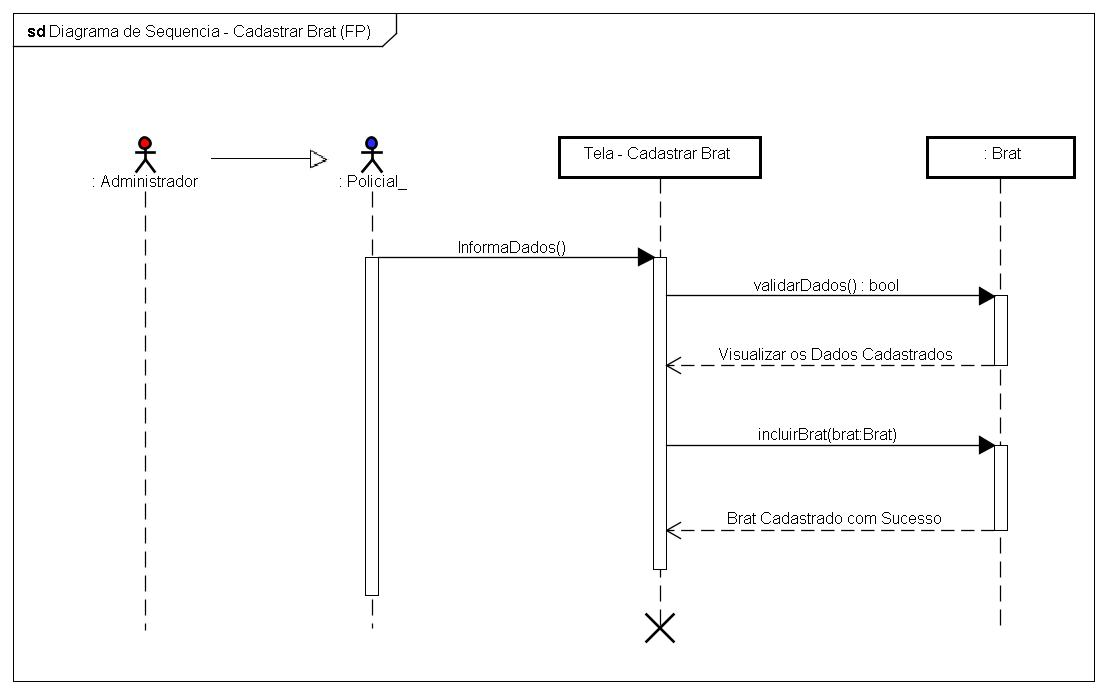 sd Diagrama de Sequencia - Cadastrar Brat (FP)
: Administrador
: Policial_
Tela - Cadastrar Brat
: Brat
InformaDados()
validarDados() : bool
Visualizar os Dados Cadastrados
incluirBrat(brat:Brat)
Brat Cadastrado com Sucesso